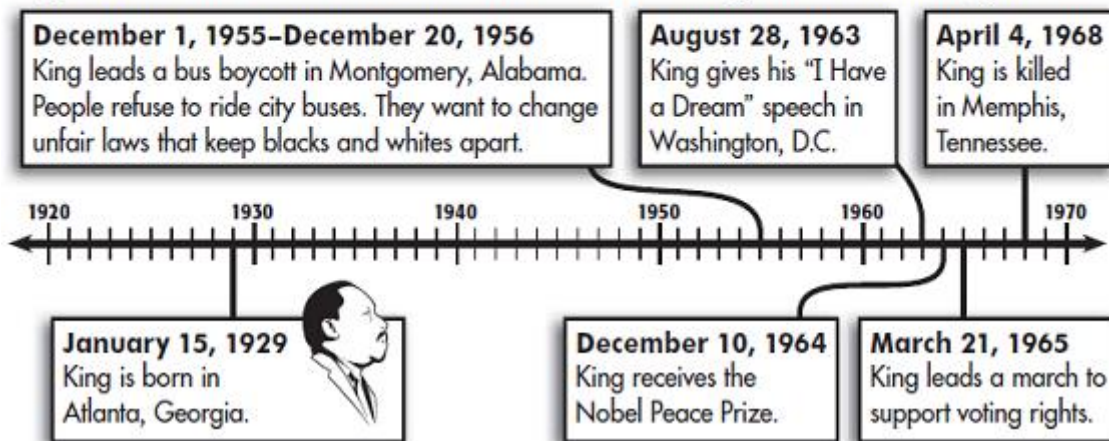 December 1, 1955–December 20, 1956
King leads a bus boycott in Montgomery, Alabama.
People refuse to ride city buses. They want to change
unfair laws that keep blacks and whites apart.
August 28, 1963
King gives his “I Have
a Dream” speech in
Washington, D.C.
April 4, 1968
King is killed
in Memphis,
Tennessee.
1920 1930 1940 1950 1960 1970
January 15, 1929
King is born in
Atlanta, Georgia.
December 10, 1964
King receives the
Nobel Peace Prize.
March 21, 1965
King leads a march to
support voting rights.